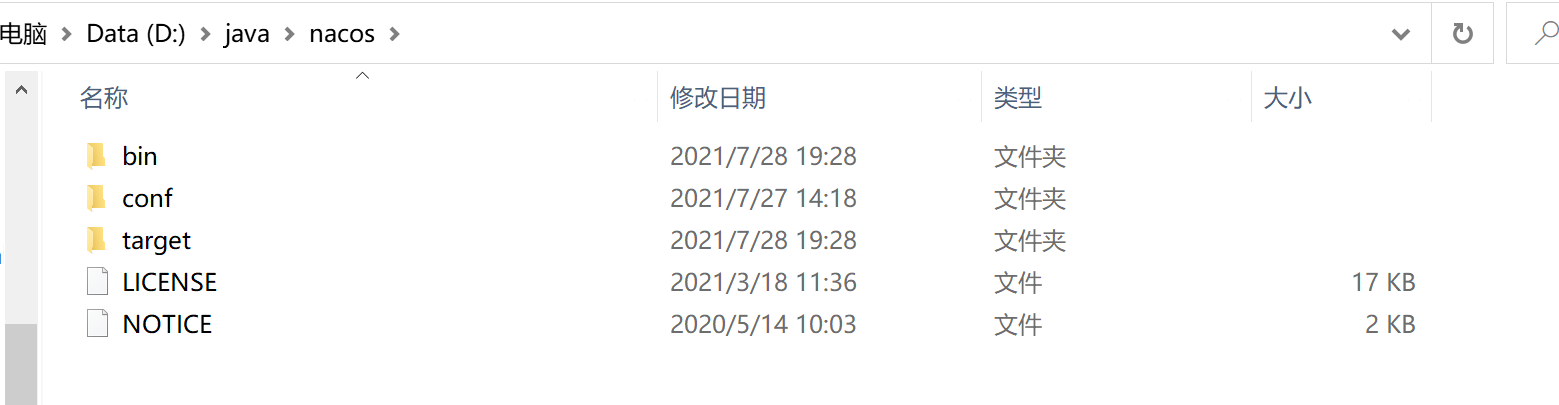 电脑 > Data (D:) > java > nacos >
名称 修改日期 类型 大小
bin 2021/7/28 19:28 文件夹
conf 2021/7/27 14:18 文件夹
target 2021/7/28 19:28 文件夹
LICENSE 2021/3/18 11:36 文件 17 KB
NOTICE 2020/5/14 10:03 文件 2 KB